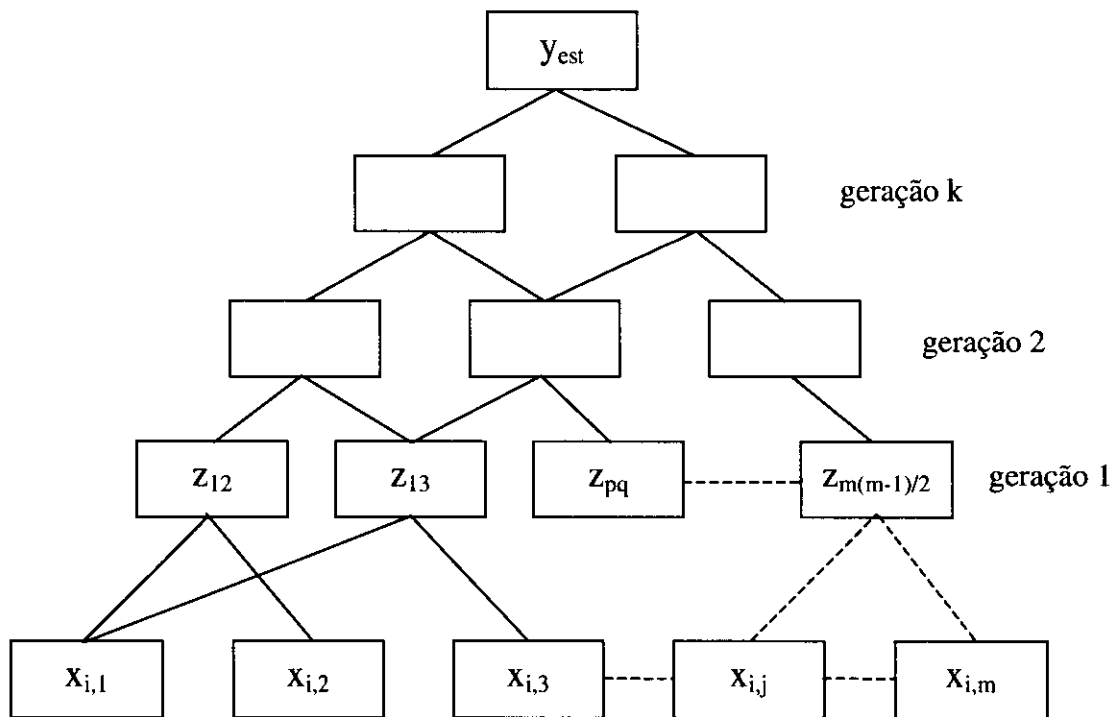 y_est
geração k
geração 2
z_12 z_13 z_pq z_m(m-1)/2 geração 1
x_i,1 x_i,2 x_i,3 x_i,j x_i,m